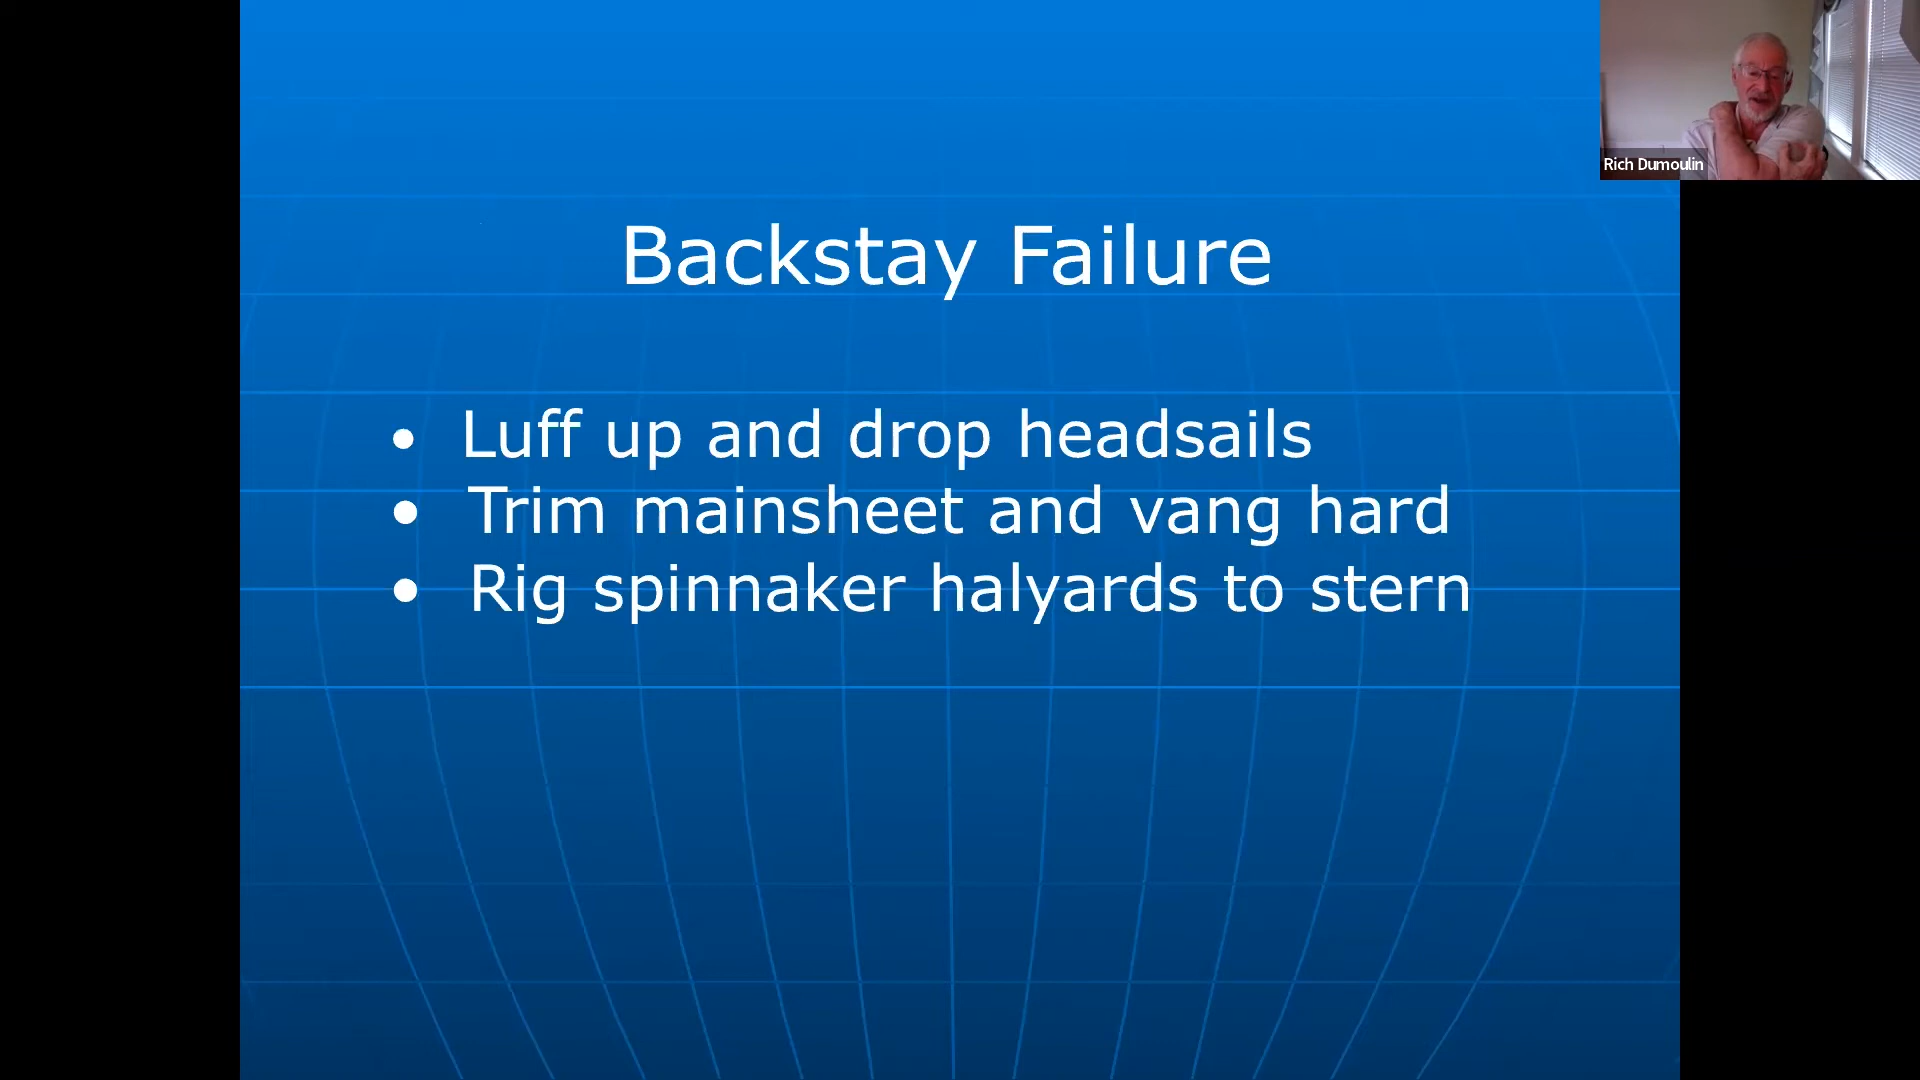 Rich Dumoulin
Backstay Failure
• Luff up and drop headsails
• Trim mainsheet and vang hard
• Rig spinnaker halyards to stern